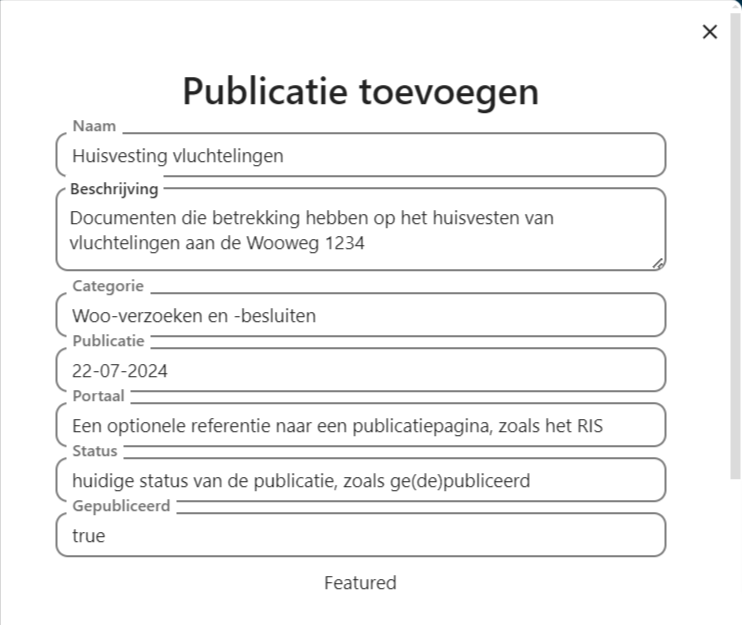 Publicatie toevoegen
Naam
Huisvesting vluchtelingen
Beschrijving
Documenten die betrekking hebben op het huisvesten van
vluchtelingen aan de Wooweg 1234
Categorie
Woo-verzoeken en -besluiten
Publicatie
22-07-2024
Portaal
Een optionele referentie naar een publicatiepagina, zoals het RIS
Status
huidige status van de publicatie, zoals ge(de)publiceerd
Gepubliceerd
true
Featured